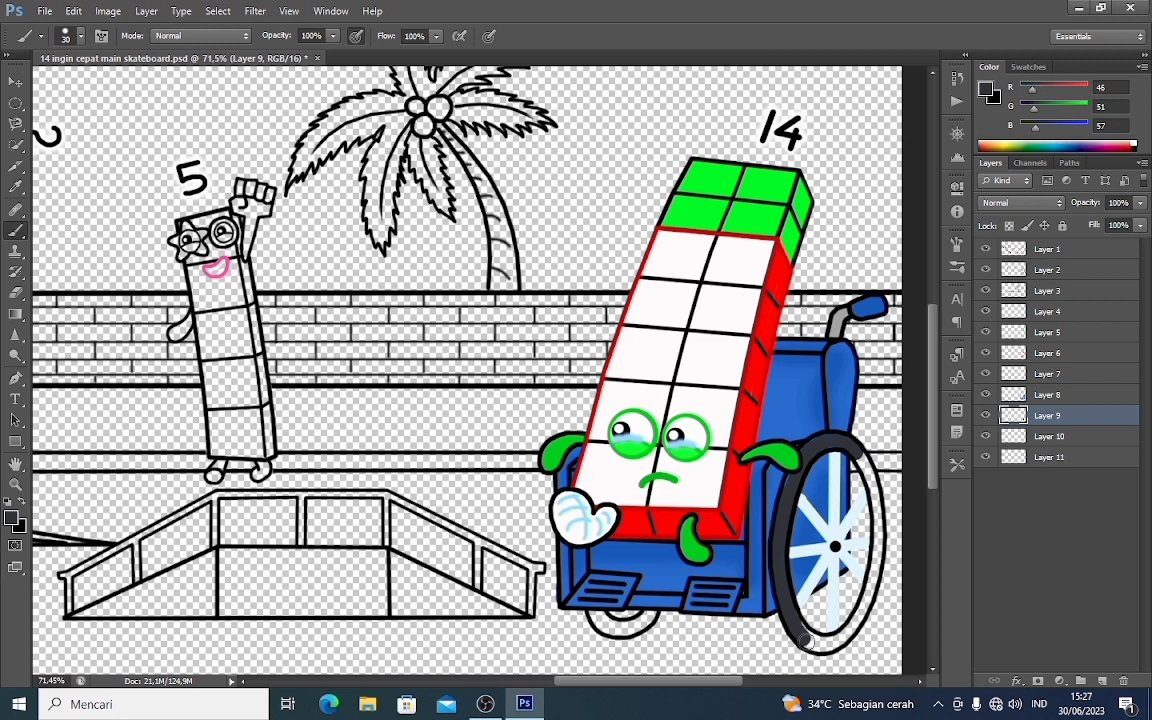 Ps File Edit Image Layer Type Select Filter View Window Help
30 Mode: Normal Opacity: 100% Flow: 100% Essentials
14 ingin cepat main skateboard.psd @ 71,5% (Layer 9, RGB/16) * ×
Color Swatches
R 46
G 51
B 57
Layers Channels Paths
Kind
Normal Opacity: 100%
Lock: Fill: 100%
Layer 1
Layer 2
Layer 3
Layer 4
Layer 5
Layer 6
Layer 7
Layer 8
Layer 9
Layer 10
Layer 11
5
14
71,45% Doc: 21,1M/124,9M
Mencari
Ps
34°C Sebagian cerah
IND
15:27
30/06/2023
1